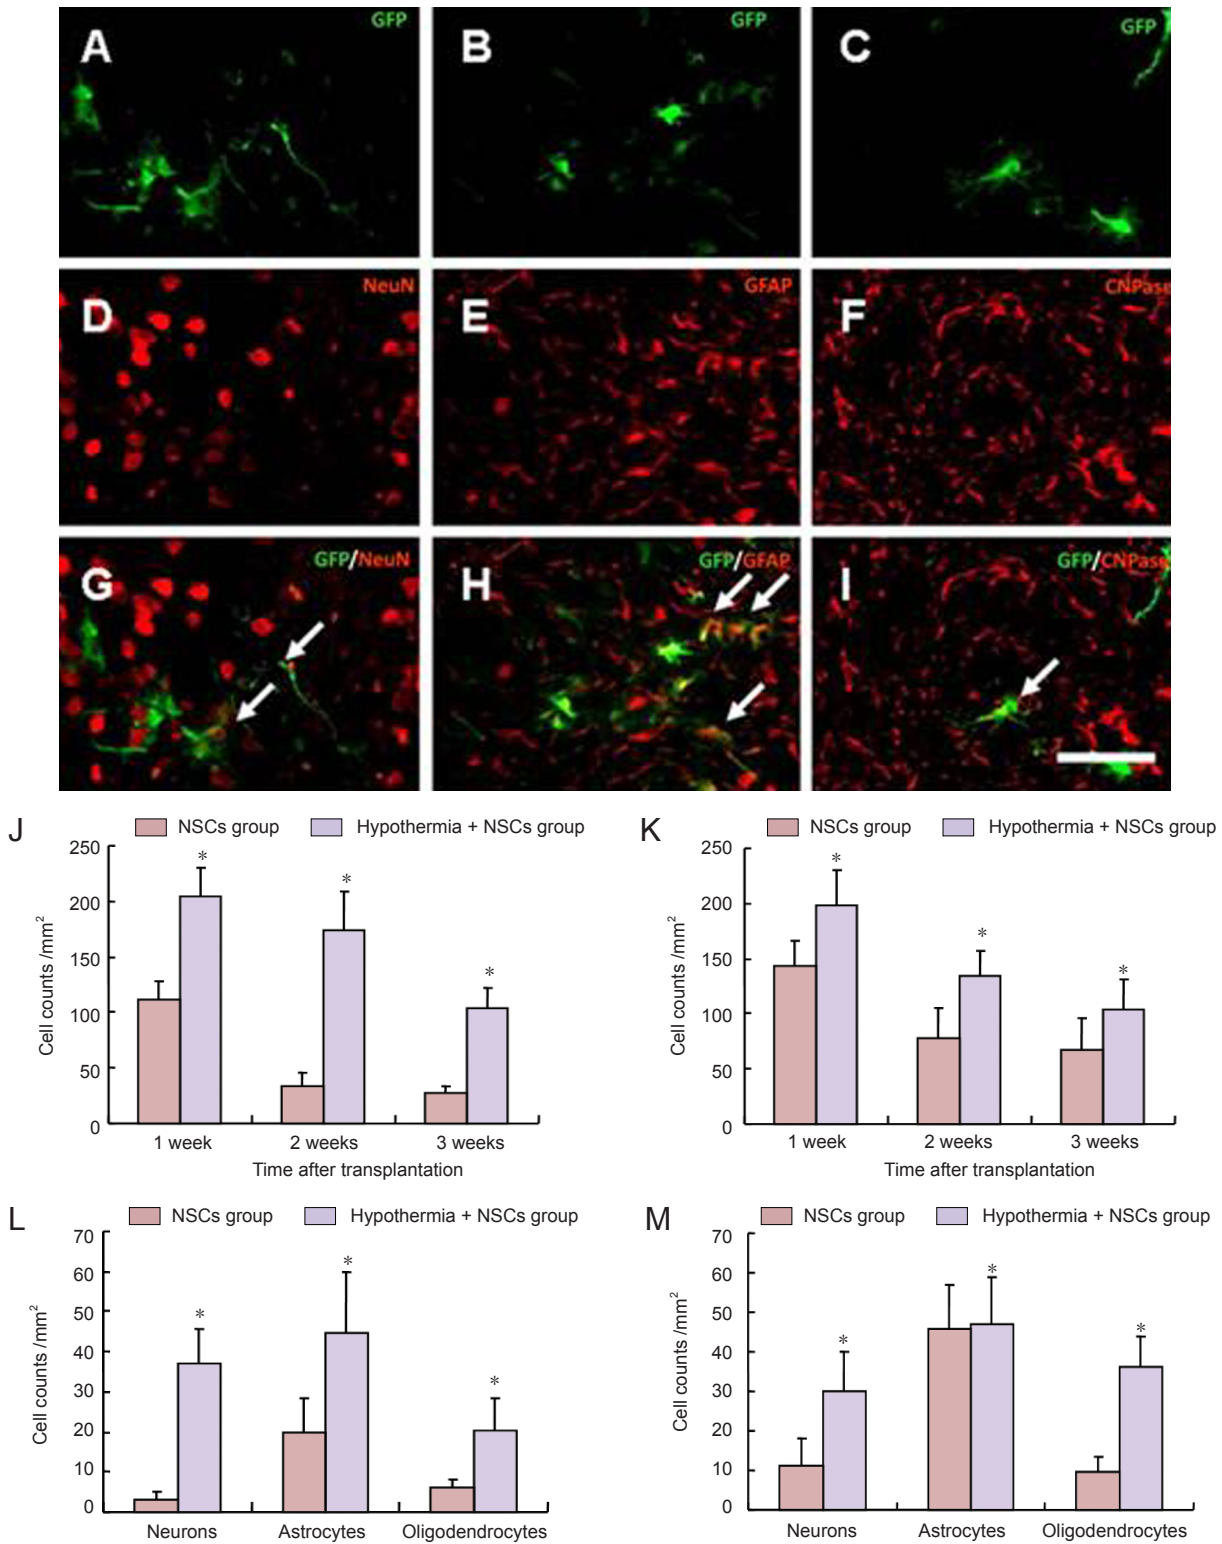 A GFP B GFP C GFP
D NeuN E GFAP F CNPase
G GFP/NeuN H GFP/GFAP I GFP/CNPase
J NSCs group Hypothermia + NSCs group
250
200
150
100
50
0
Cell counts /mm²
* * *
1 week 2 weeks 3 weeks
Time after transplantation
K NSCs group Hypothermia + NSCs group
250
200
150
100
50
0
Cell counts /mm²
* * *
1 week 2 weeks 3 weeks
Time after transplantation
L NSCs group Hypothermia + NSCs group
70
60
50
40
30
20
10
0
Cell counts /mm²
* * *
Neurons Astrocytes Oligodendrocytes
M NSCs group Hypothermia + NSCs group
70
60
50
40
30
20
10
0
Cell counts /mm²
* * *
Neurons Astrocytes Oligodendrocytes